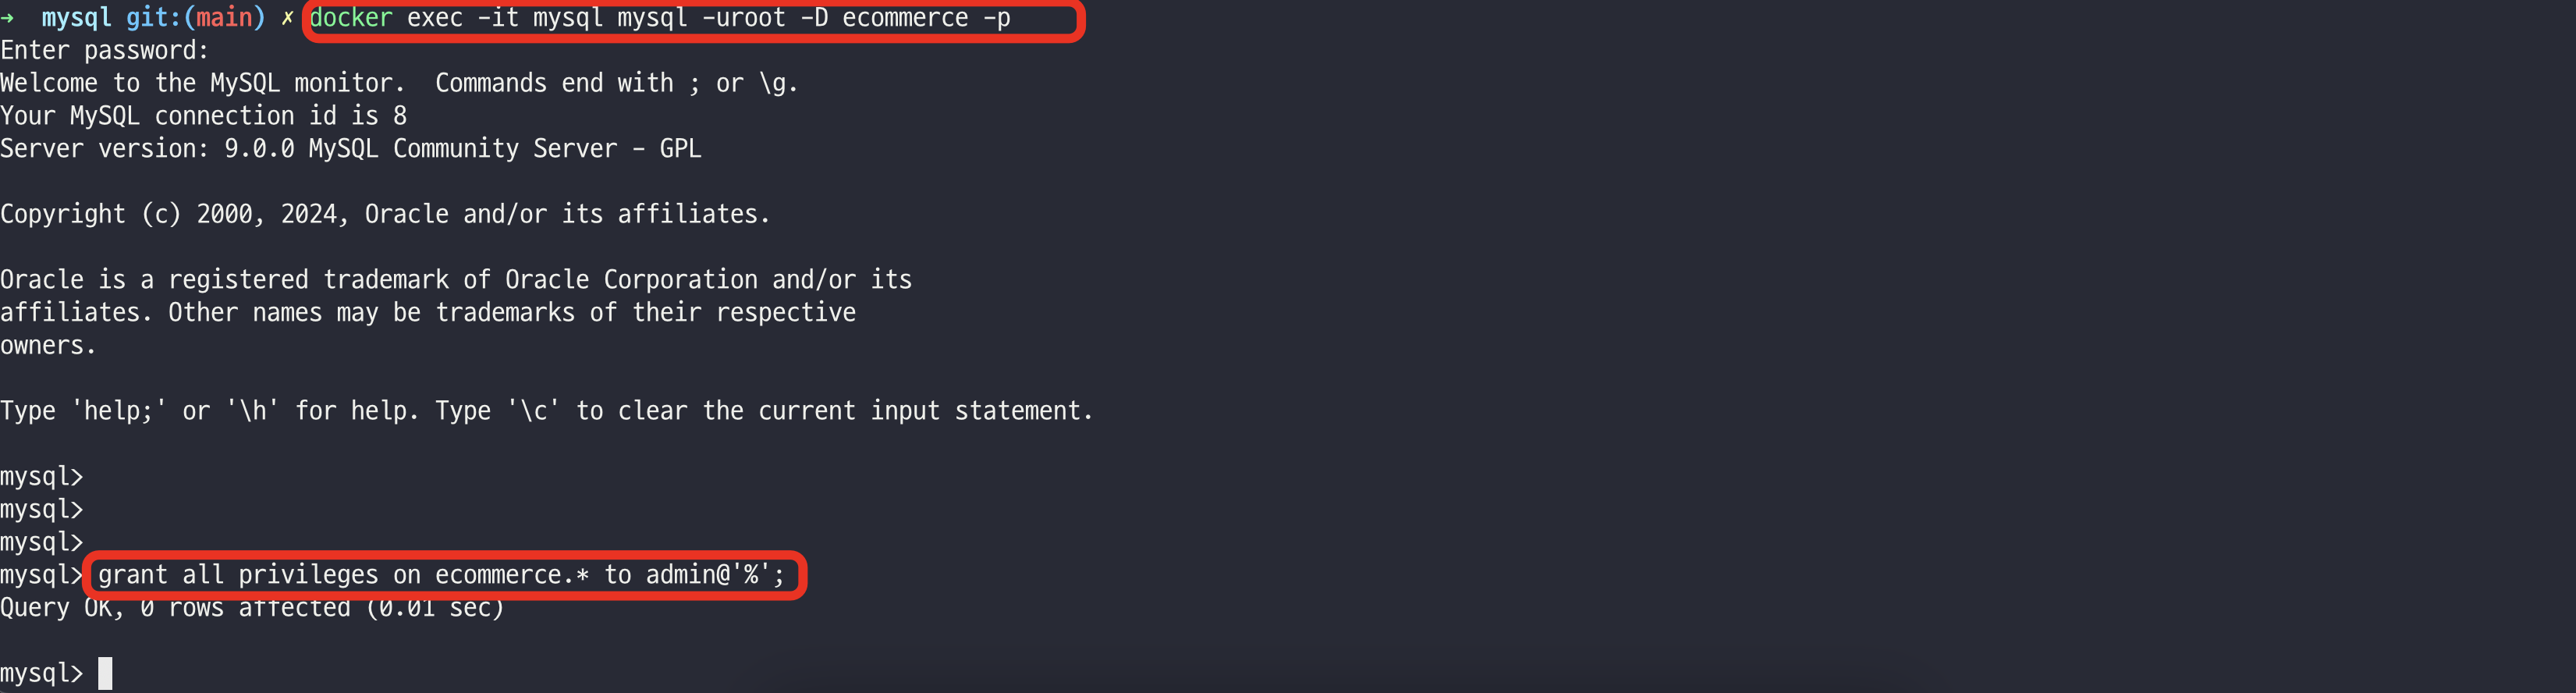 → mysql git:(main) ✗ docker exec -it mysql mysql -uroot -D ecommerce -p
Enter password:
Welcome to the MySQL monitor.  Commands end with ; or \g.
Your MySQL connection id is 8
Server version: 9.0.0 MySQL Community Server - GPL
Copyright (c) 2000, 2024, Oracle and/or its affiliates.
Oracle is a registered trademark of Oracle Corporation and/or its
affiliates. Other names may be trademarks of their respective
owners.
Type 'help;' or '\h' for help. Type '\c' to clear the current input statement.
mysql>
mysql>
mysql>
mysql> grant all privileges on ecommerce.* to admin@'%';
Query OK, 0 rows affected (0.01 sec)
mysql>